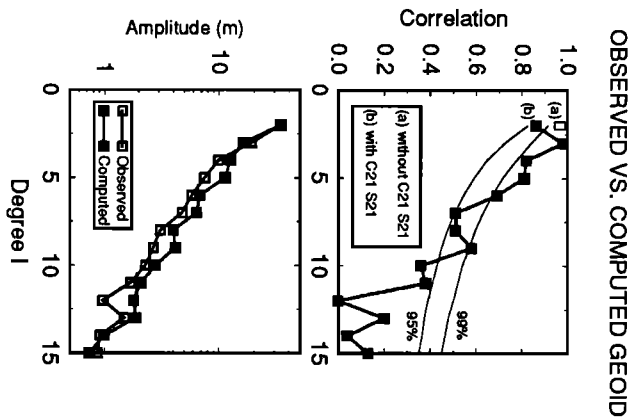 OBSERVED VS. COMPUTED GEOID
Correlation
0.0 0.2 0.4 0.6 0.8 1.0
(a)
(b)
(a) without C21 S21
(b) with C21 S21
99%
95%
Amplitude (m)
1 10
Observed
Computed
0 5 10 15
Degree l